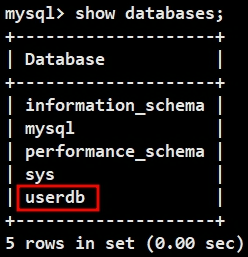 mysql> show databases;
+--------------------+
| Database           |
+--------------------+
| information_schema |
| mysql              |
| performance_schema |
| sys                |
| userdb             |
+--------------------+
5 rows in set (0.00 sec)